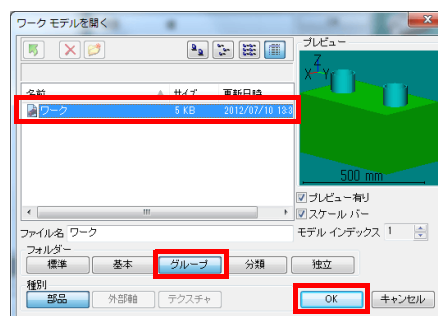 ワーク モデルを開く
プレビュー
名前 サイズ 更新日時
ワーク 5 KB 2012/07/10 13:3
Z
X Y
500 mm
プレビュー有り
スケール バー
ファイル名 ワーク
モデル インデックス 1
フォルダー
標準 基本 グループ 分類 独立
種別
部品 外部軸 テクスチャ
OK キャンセル